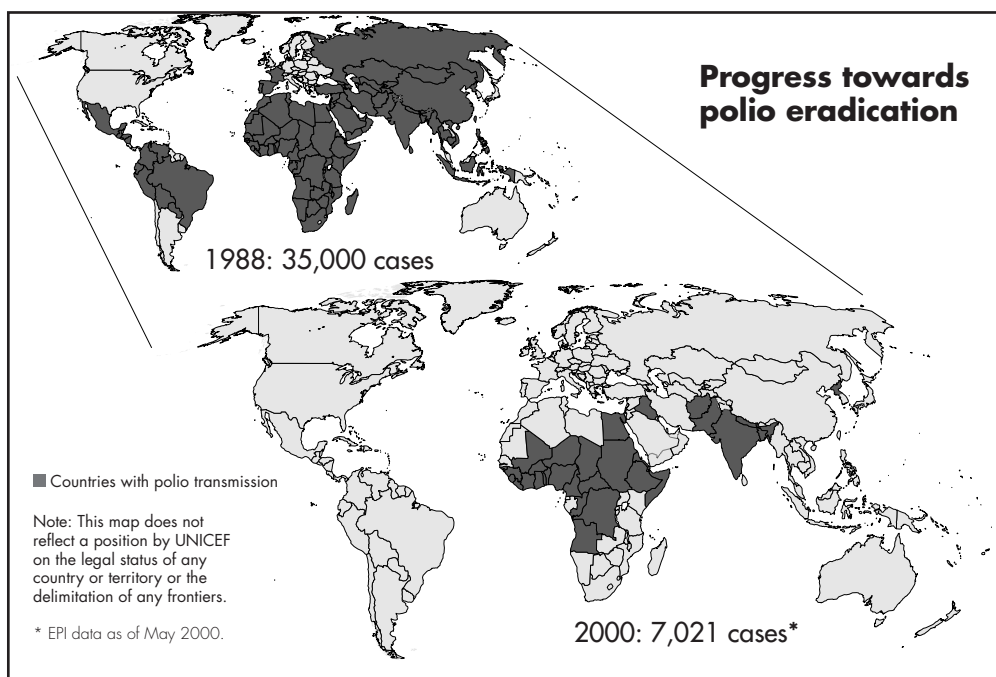 Progress towards
polio eradication
1988: 35,000 cases
Countries with polio transmission
Note: This map does not
reflect a position by UNICEF
on the legal status of any
country or territory or the
delimitation of any frontiers.
* EPI data as of May 2000.
2000: 7,021 cases*